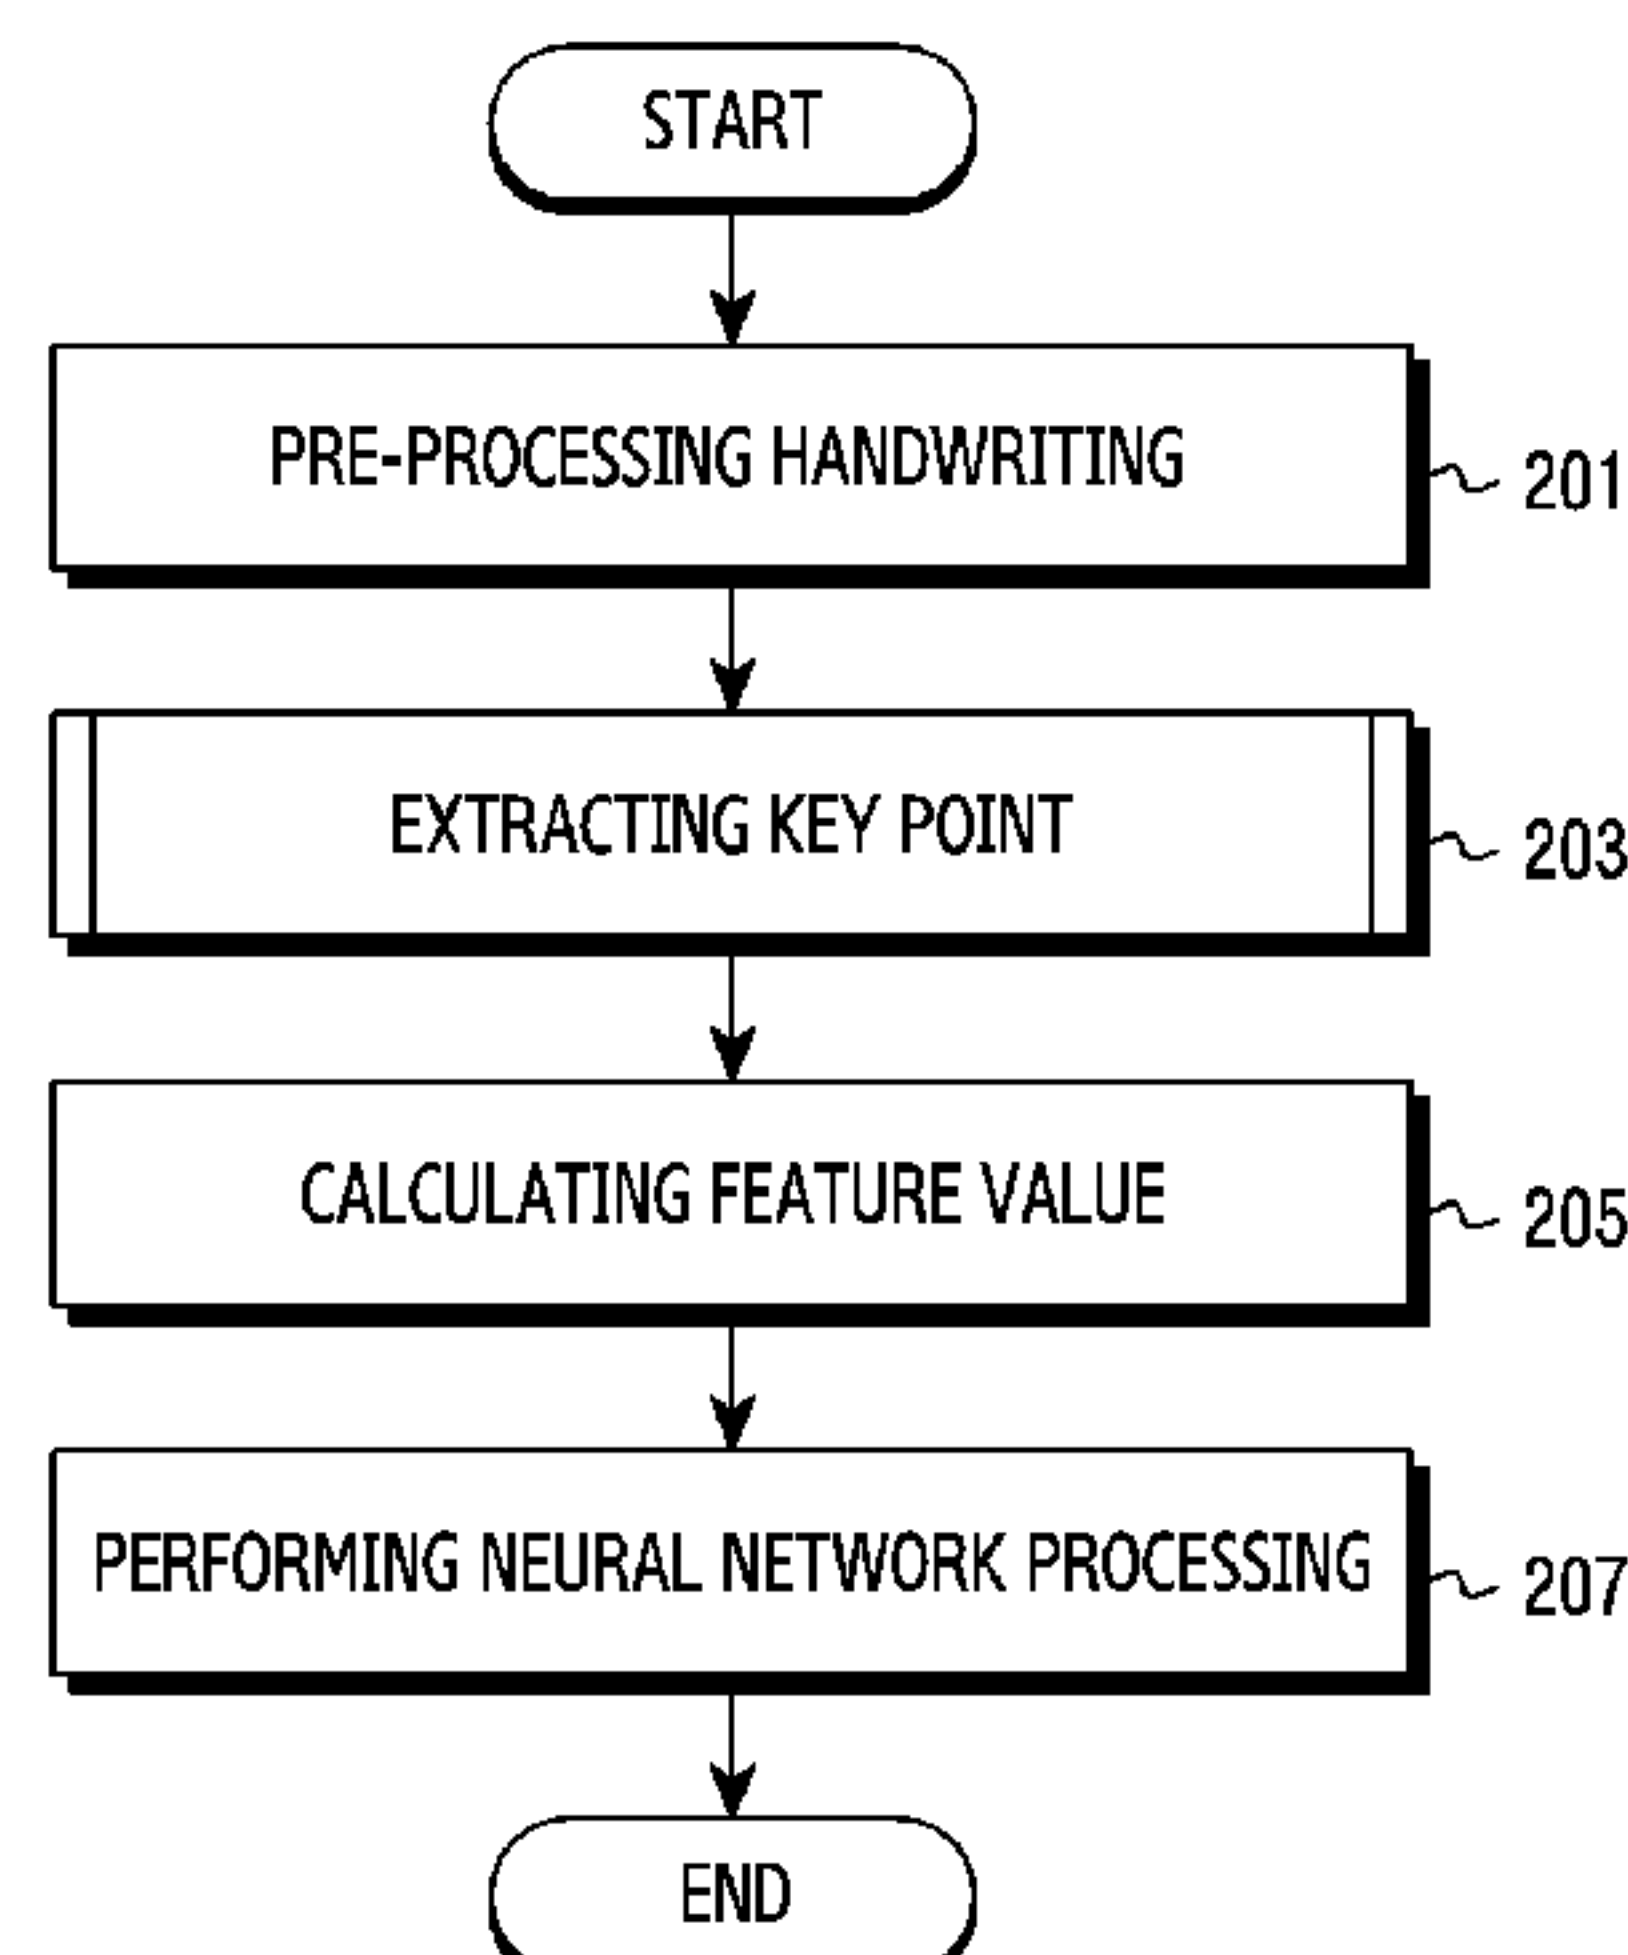 START
PRE-PROCESSING HANDWRITING
201
EXTRACTING KEY POINT
203
CALCULATING FEATURE VALUE
205
PERFORMING NEURAL NETWORK PROCESSING
207
END